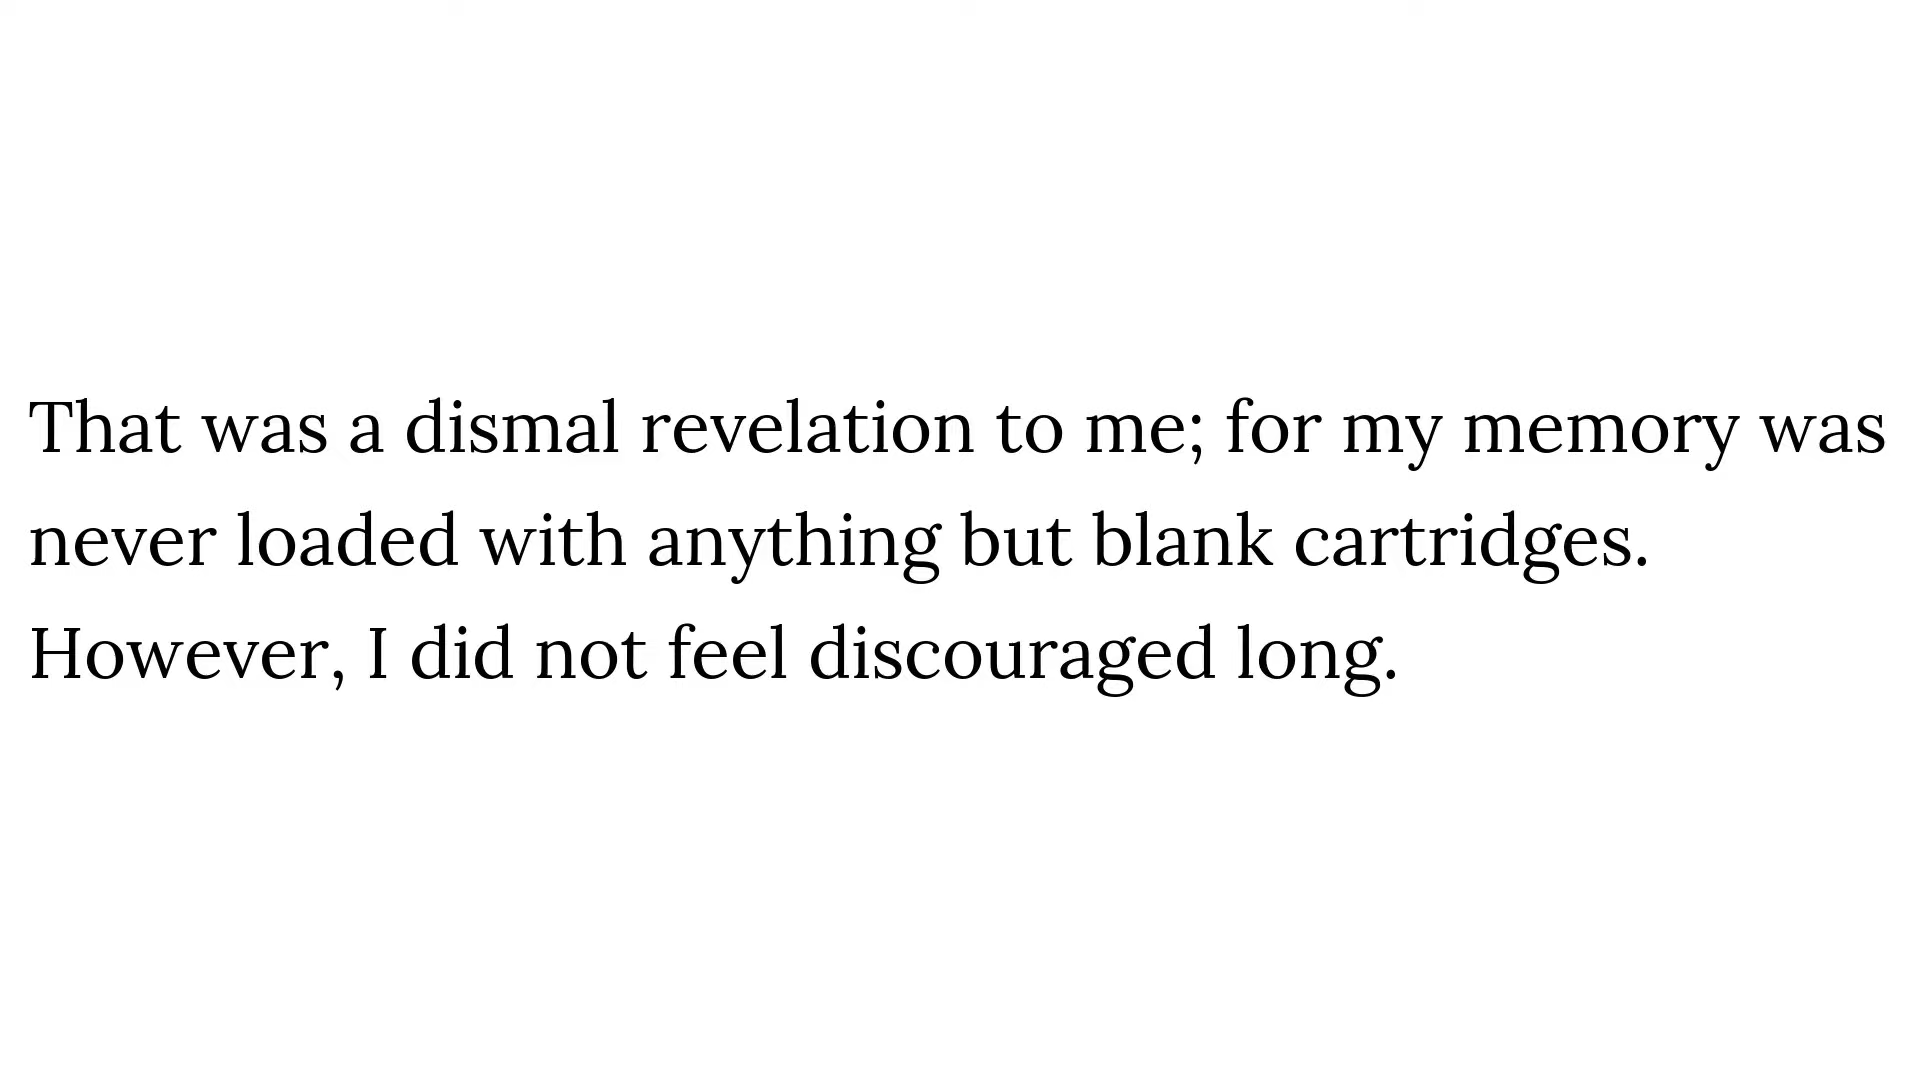 That was a dismal revelation to me; for my memory was
never loaded with anything but blank cartridges.
However, I did not feel discouraged long.